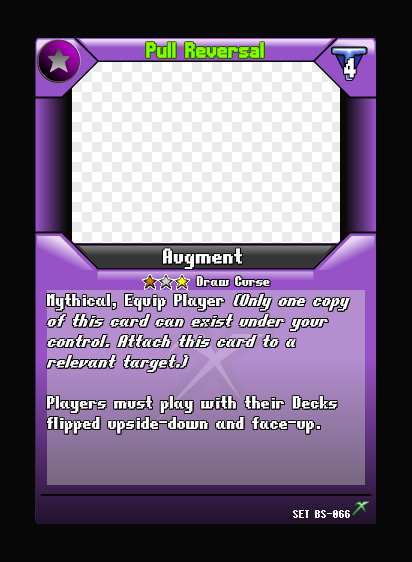 Pull Reversal
4
Augment
Draw Curse
Mythical, Equip Player (Only one copy
of this card can exist under your
control. Attach this card to a
relevant target.)
Players must play with their Decks
flipped upside-down and face-up.
SET BS-066